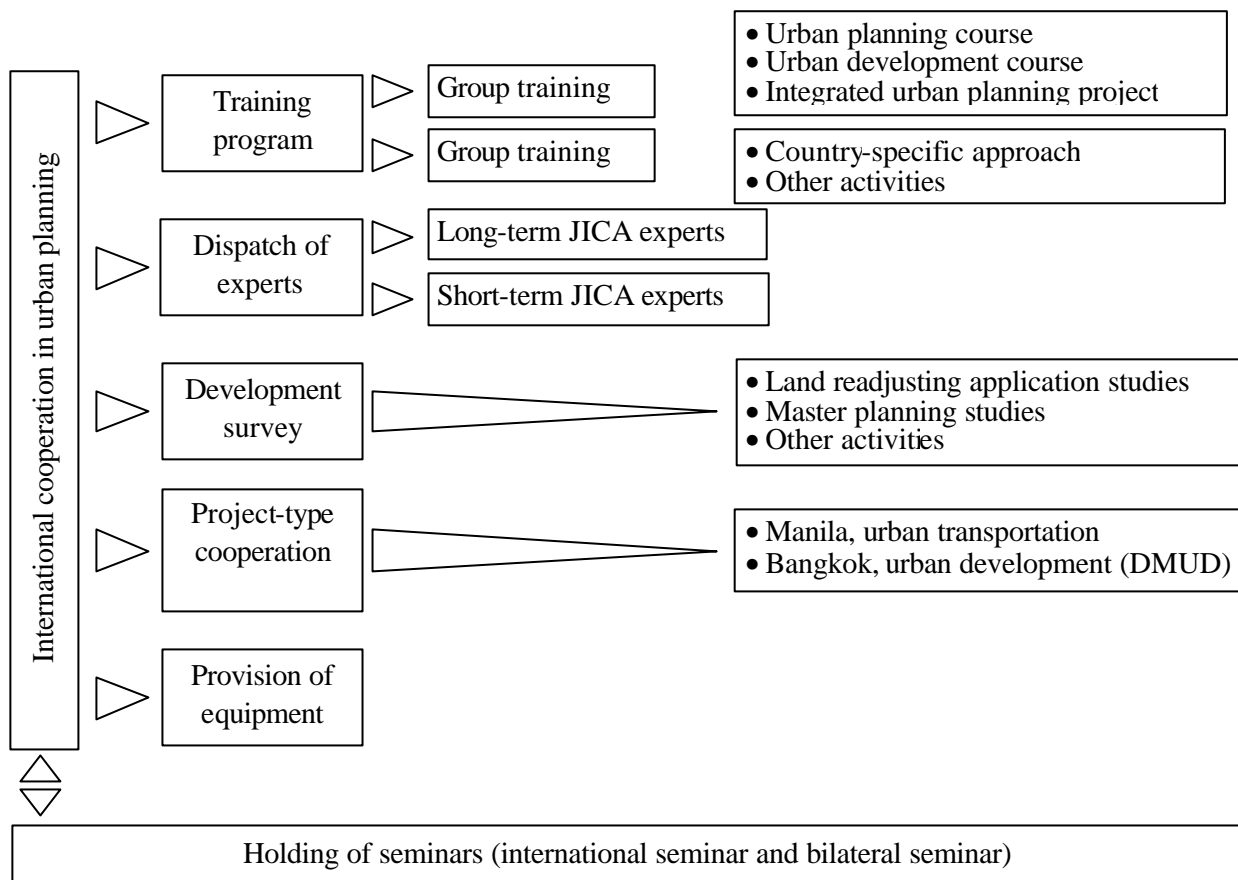 International cooperation in urban planning
Training
program
Group training
• Urban planning course
• Urban development course
• Integrated urban planning project
Group training
• Country-specific approach
• Other activities
Dispatch of
experts
Long-term JICA experts
Short-term JICA experts
Development
survey
• Land readjusting application studies
• Master planning studies
• Other activities
Project-type
cooperation
• Manila, urban transportation
• Bangkok, urban development (DMUD)
Provision of
equipment
Holding of seminars (international seminar and bilateral seminar)